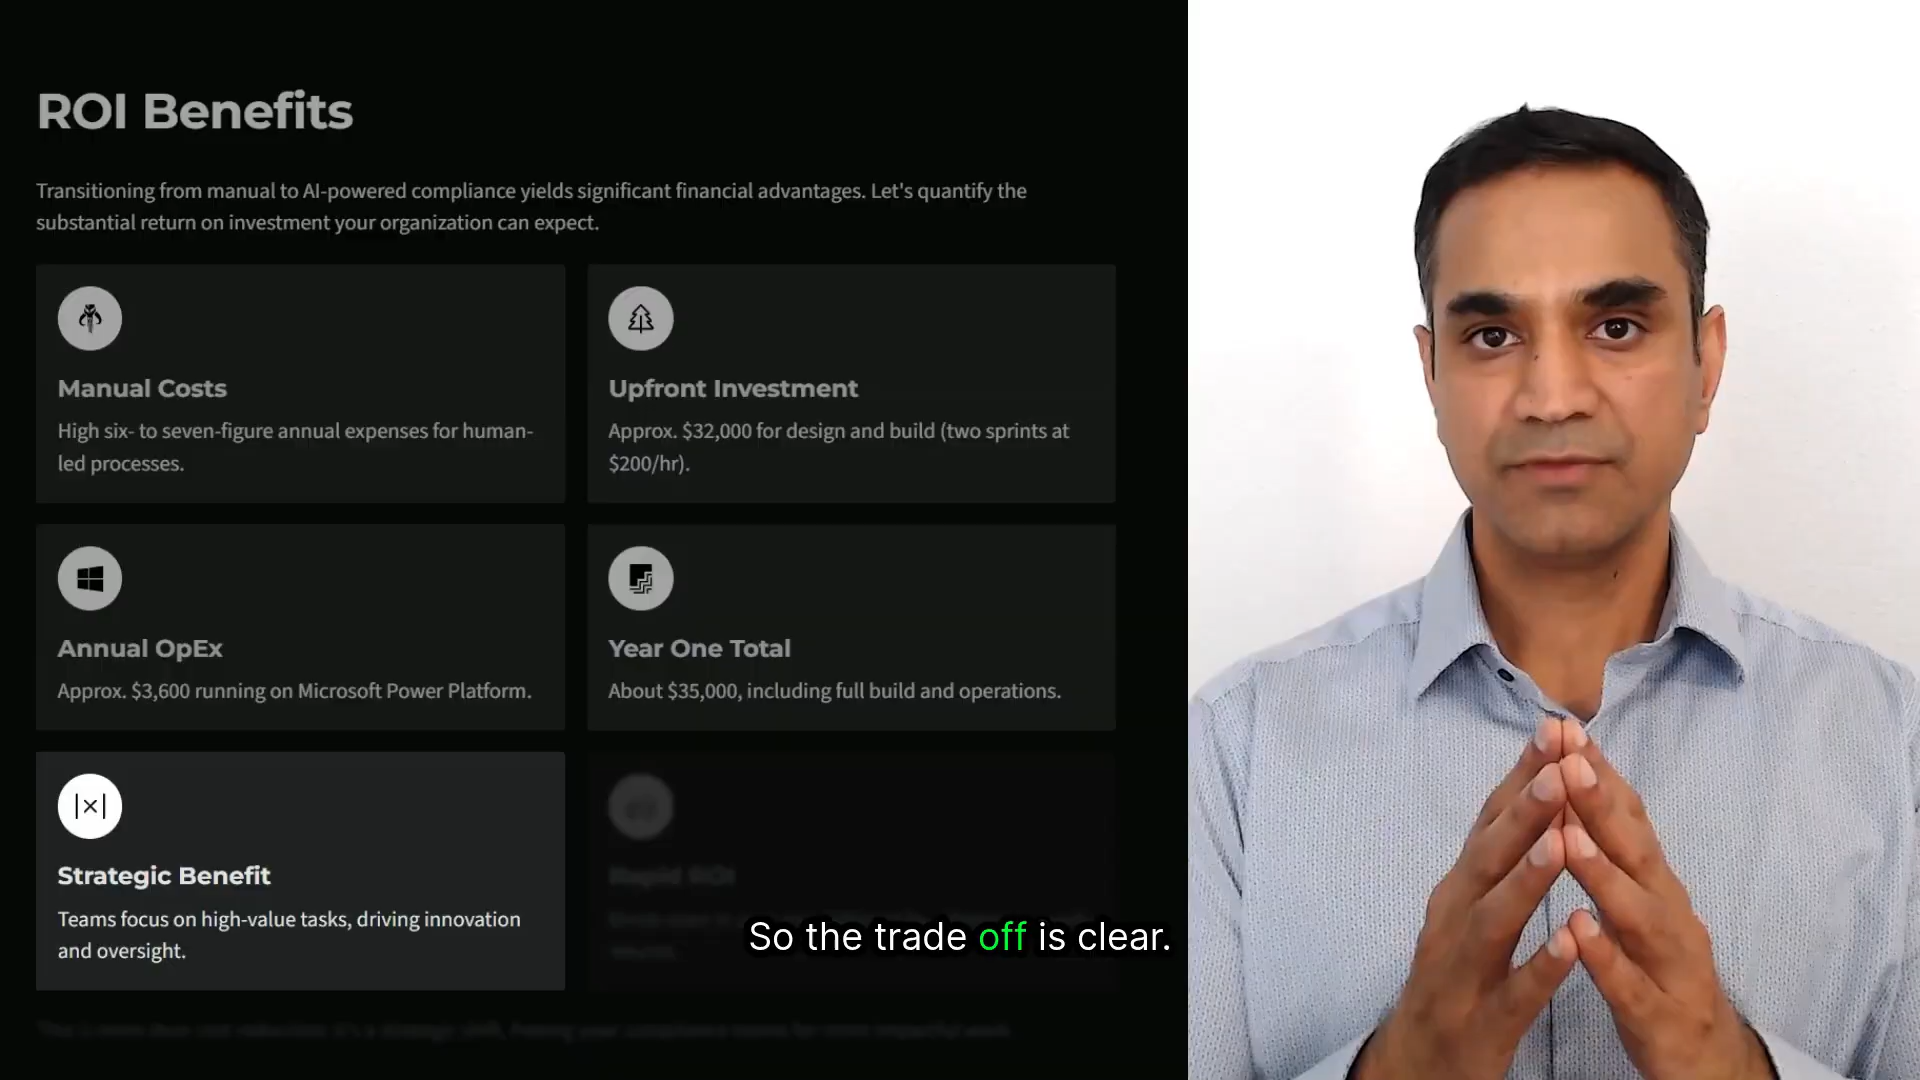 ROI Benefits
Transitioning from manual to AI-powered compliance yields significant financial advantages. Let's quantify the
substantial return on investment your organization can expect.
Manual Costs
High six- to seven-figure annual expenses for human-
led processes.
Upfront Investment
Approx. $32,000 for design and build (two sprints at
$200/hr).
Annual OpEx
Approx. $3,600 running on Microsoft Power Platform.
Year One Total
About $35,000, including full build and operations.
|×|
Strategic Benefit
Teams focus on high-value tasks, driving innovation
and oversight.
Rapid ROI
So the trade off is clear.